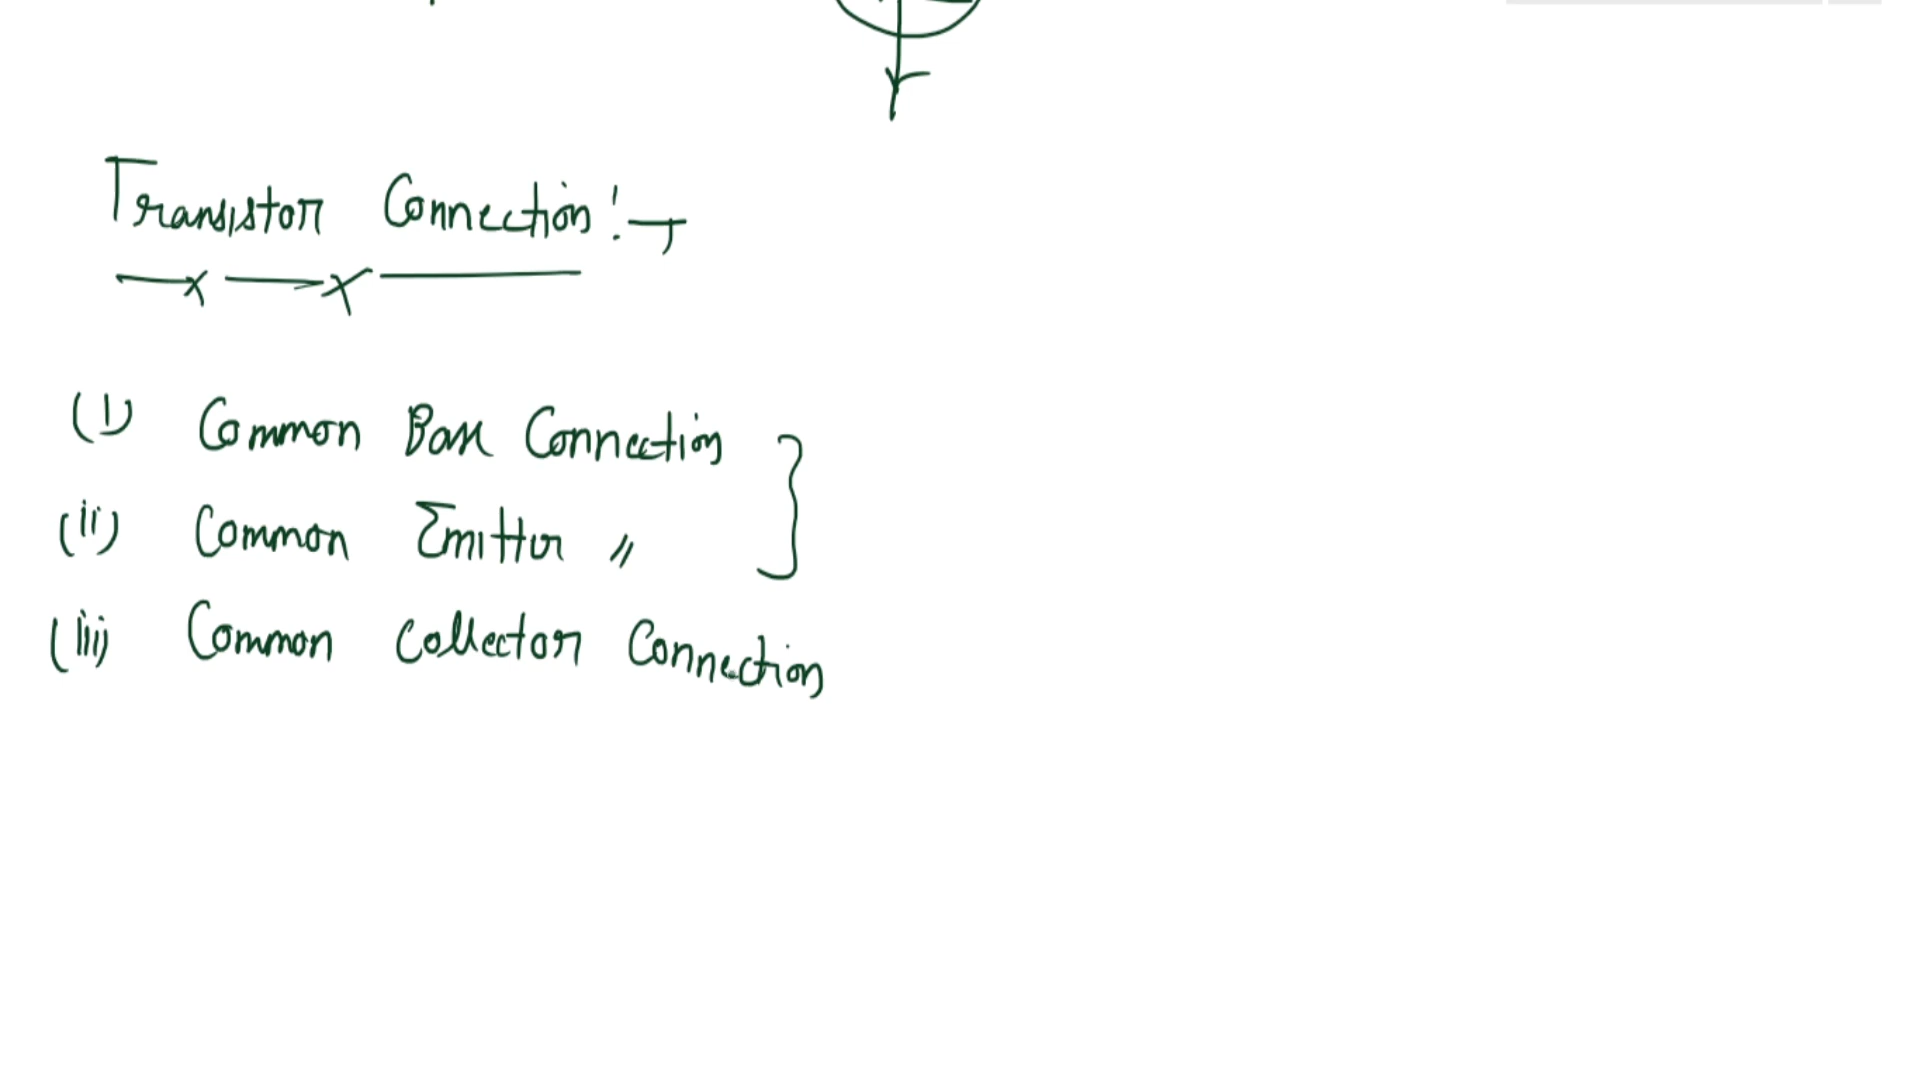 Transistor Connection:→
(i) Common Base Connection
(ii) Common Emitter "
(iii) Common Collector Connection